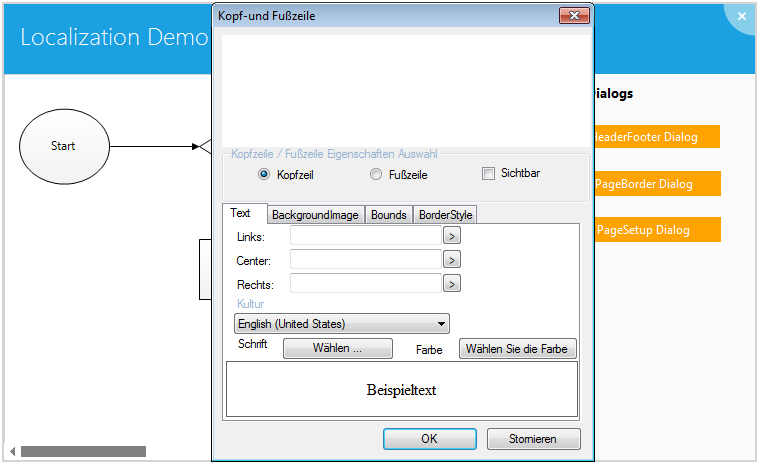 Kopf-und Fußzeile
Localization Demo
Dialogs
Start
HeaderFooter Dialog
PageBorder Dialog
PageSetup Dialog
Kopfzeile / Fußzeile Eigenschaften Auswahl
Kopfzeil Fußzeile Sichtbar
Text BackgroundImage Bounds BorderStyle
Links: >
Center: >
Rechts: >
Kultur
English (United States)
Schrift Wählen ... Farbe Wählen Sie die Farbe
Beispieltext
OK Stornieren